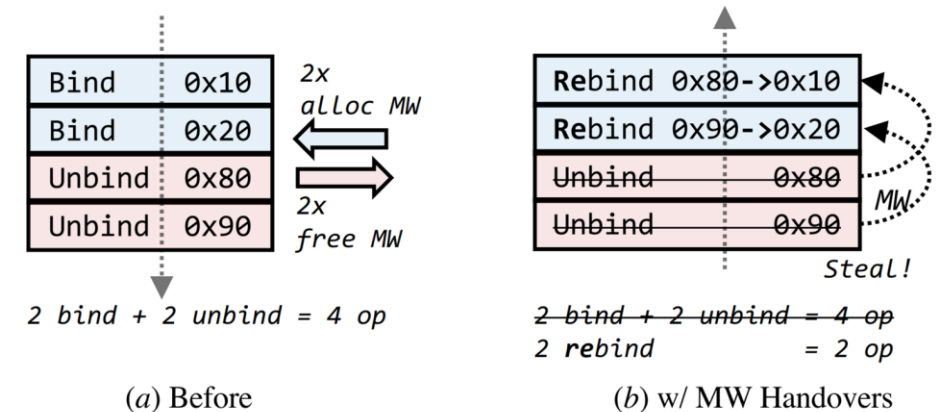 Bind 0x10
Bind 0x20
Unbind 0x80
Unbind 0x90
2x
alloc MW
2x
free MW
2 bind + 2 unbind = 4 op
(a) Before
Rebind 0x80->0x10
Rebind 0x90->0x20
Unbind 0x80
Unbind 0x90
MW
Steal!
2 bind + 2 unbind = 4 op
2 rebind = 2 op
(b) w/ MW Handovers